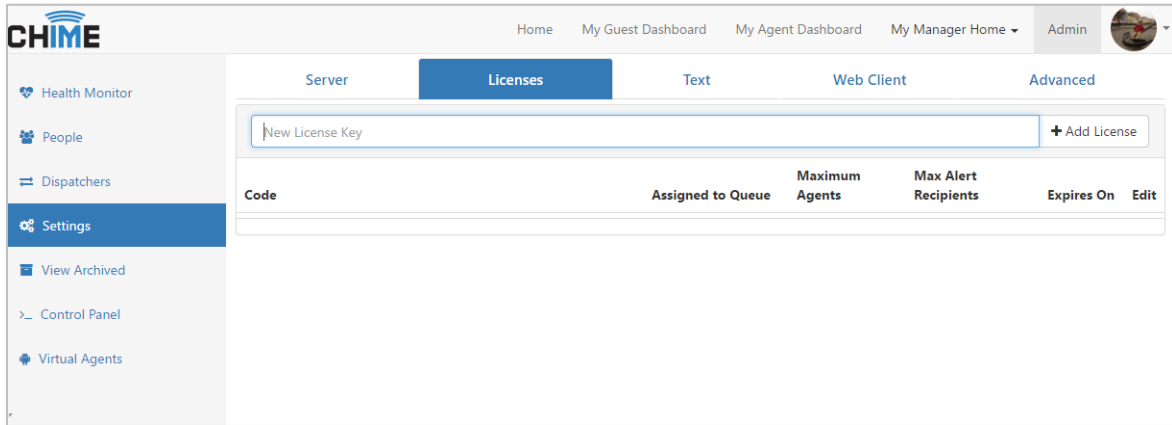 CHIME
Home My Guest Dashboard My Agent Dashboard My Manager Home Admin
Health Monitor
People
Dispatchers
Settings
View Archived
Control Panel
Virtual Agents
Server Licenses Text Web Client Advanced
New License Key
+ Add License
Code Assigned to Queue Maximum Agents Max Alert Recipients Expires On Edit